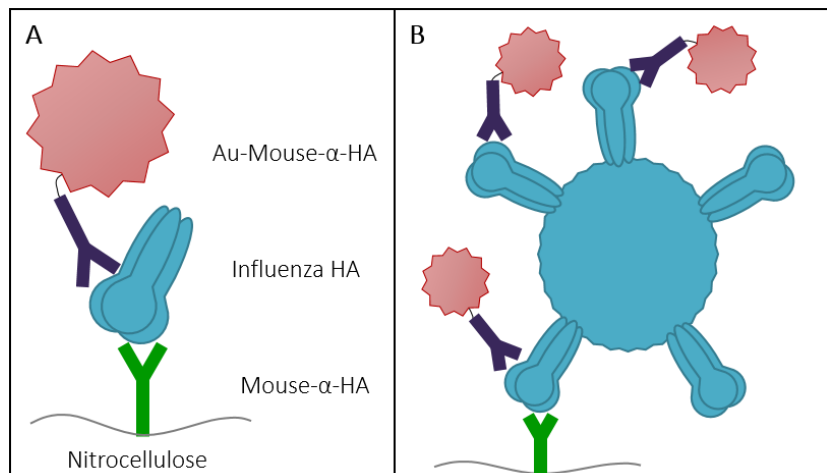 A
Au-Mouse-α-HA
Influenza HA
Mouse-α-HA
Nitrocellulose
B